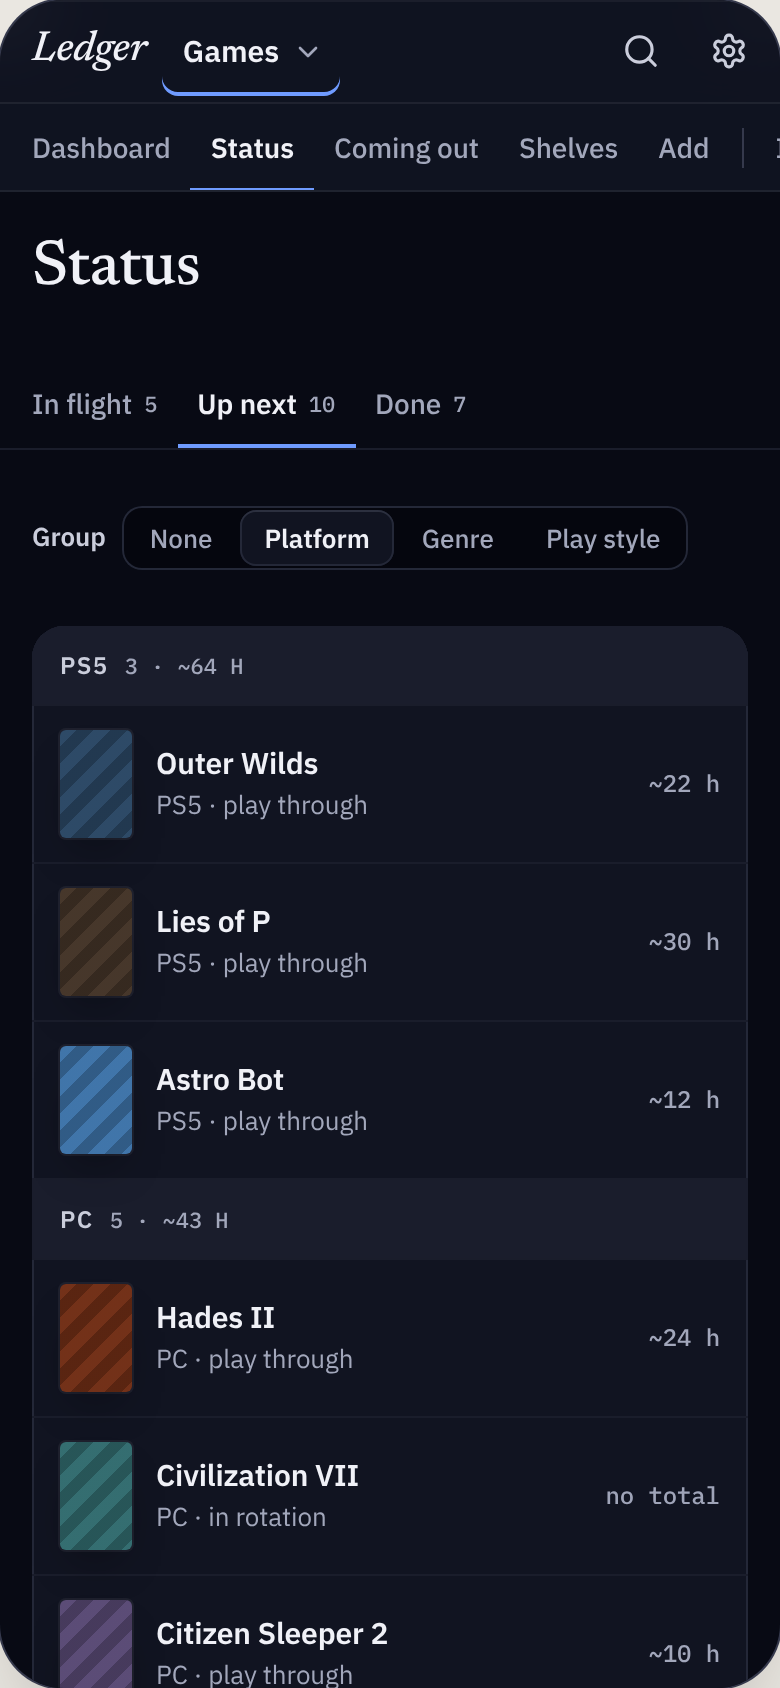 Ledger Games
Dashboard Status Coming out Shelves Add
Status
In flight 5 Up next 10 Done 7
Group None Platform Genre Play style
PS5 3 · ~64 H
Outer Wilds
PS5 · play through
~22 h
Lies of P
PS5 · play through
~30 h
Astro Bot
PS5 · play through
~12 h
PC 5 · ~43 H
Hades II
PC · play through
~24 h
Civilization VII
PC · in rotation
no total
Citizen Sleeper 2
PC · play through
~10 h